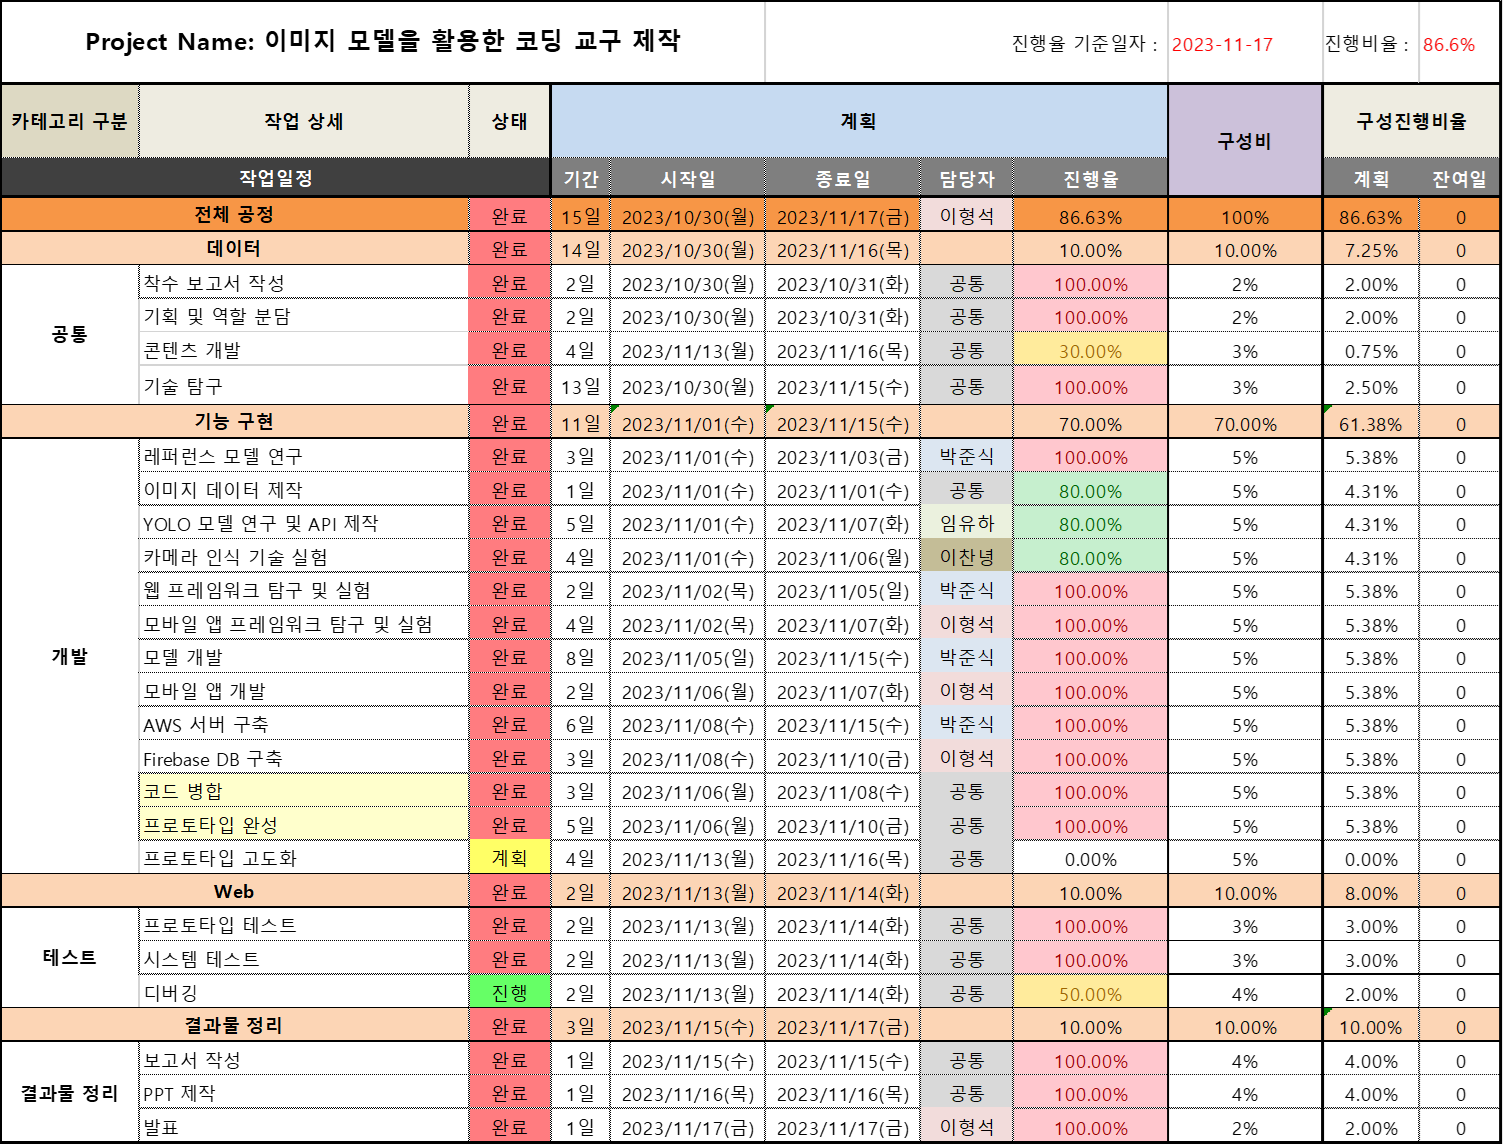 Project Name: 이미지 모델을 활용한 코딩 교구 제작 진행율 기준일자 : 2023-11-17 진행비율 : 86.6%
카테고리 구분 작업 상세 상태 계획 구성비 구성진행비율
작업일정 기간 시작일 종료일 담당자 진행율 계획 잔여일
전체 공정 완료 15일 2023/10/30(월) 2023/11/17(금) 이형석 86.63% 100% 86.63% 0
데이터 완료 14일 2023/10/30(월) 2023/11/16(목) 10.00% 10.00% 7.25% 0
공통
착수 보고서 작성 완료 2일 2023/10/30(월) 2023/10/31(화) 공통 100.00% 2% 2.00% 0
기획 및 역할 분담 완료 2일 2023/10/30(월) 2023/10/31(화) 공통 100.00% 2% 2.00% 0
콘텐츠 개발 완료 4일 2023/11/13(월) 2023/11/16(목) 공통 30.00% 3% 0.75% 0
기술 탐구 완료 13일 2023/10/30(월) 2023/11/15(수) 공통 100.00% 3% 2.50% 0
기능 구현 완료 11일 2023/11/01(수) 2023/11/15(수) 70.00% 70.00% 61.38% 0
개발
레퍼런스 모델 연구 완료 3일 2023/11/01(수) 2023/11/03(금) 박준식 100.00% 5% 5.38% 0
이미지 데이터 제작 완료 1일 2023/11/01(수) 2023/11/01(수) 공통 80.00% 5% 4.31% 0
YOLO 모델 연구 및 API 제작 완료 5일 2023/11/01(수) 2023/11/07(화) 임유하 80.00% 5% 4.31% 0
카메라 인식 기술 실험 완료 4일 2023/11/01(수) 2023/11/06(월) 이찬녕 80.00% 5% 4.31% 0
웹 프레임워크 탐구 및 실험 완료 2일 2023/11/02(목) 2023/11/05(일) 박준식 100.00% 5% 5.38% 0
모바일 앱 프레임워크 탐구 및 실험 완료 4일 2023/11/02(목) 2023/11/07(화) 이형석 100.00% 5% 5.38% 0
모델 개발 완료 8일 2023/11/05(일) 2023/11/15(수) 박준식 100.00% 5% 5.38% 0
모바일 앱 개발 완료 2일 2023/11/06(월) 2023/11/07(화) 이형석 100.00% 5% 5.38% 0
AWS 서버 구축 완료 6일 2023/11/08(수) 2023/11/15(수) 박준식 100.00% 5% 5.38% 0
Firebase DB 구축 완료 3일 2023/11/08(수) 2023/11/10(금) 이형석 100.00% 5% 5.38% 0
코드 병합 완료 3일 2023/11/06(월) 2023/11/08(수) 공통 100.00% 5% 5.38% 0
프로토타입 완성 완료 5일 2023/11/06(월) 2023/11/10(금) 공통 100.00% 5% 5.38% 0
프로토타입 고도화 계획 4일 2023/11/13(월) 2023/11/16(목) 공통 0.00% 5% 0.00% 0
Web 완료 2일 2023/11/13(월) 2023/11/14(화) 10.00% 10.00% 8.00% 0
테스트
프로토타입 테스트 완료 2일 2023/11/13(월) 2023/11/14(화) 공통 100.00% 3% 3.00% 0
시스템 테스트 완료 2일 2023/11/13(월) 2023/11/14(화) 공통 100.00% 3% 3.00% 0
디버깅 진행 2일 2023/11/13(월) 2023/11/14(화) 공통 50.00% 4% 2.00% 0
결과물 정리 완료 3일 2023/11/15(수) 2023/11/17(금) 10.00% 10.00% 10.00% 0
결과물 정리
보고서 작성 완료 1일 2023/11/15(수) 2023/11/15(수) 공통 100.00% 4% 4.00% 0
PPT 제작 완료 1일 2023/11/16(목) 2023/11/16(목) 공통 100.00% 4% 4.00% 0
발표 완료 1일 2023/11/17(금) 2023/11/17(금) 이형석 100.00% 2% 2.00% 0